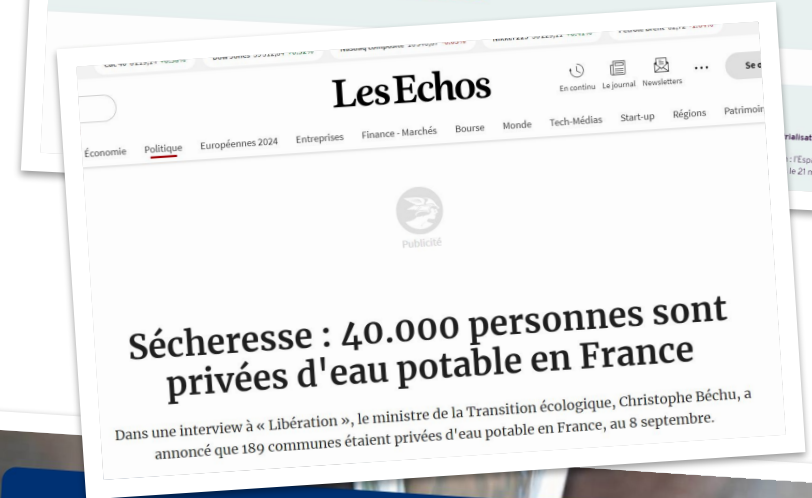 Les Echos
En continu Le journal Newsletters
Se
Économie Politique Européennes 2024 Entreprises Finance - Marchés Bourse Monde Tech-Médias Start-up Régions
Publicité
Sécheresse : 40.000 personnes sont
privées d'eau potable en France
Dans une interview à « Libération », le ministre de la Transition écologique, Christophe Béchu, a
annoncé que 189 communes étaient privées d'eau potable en France, au 8 septembre.
le 21